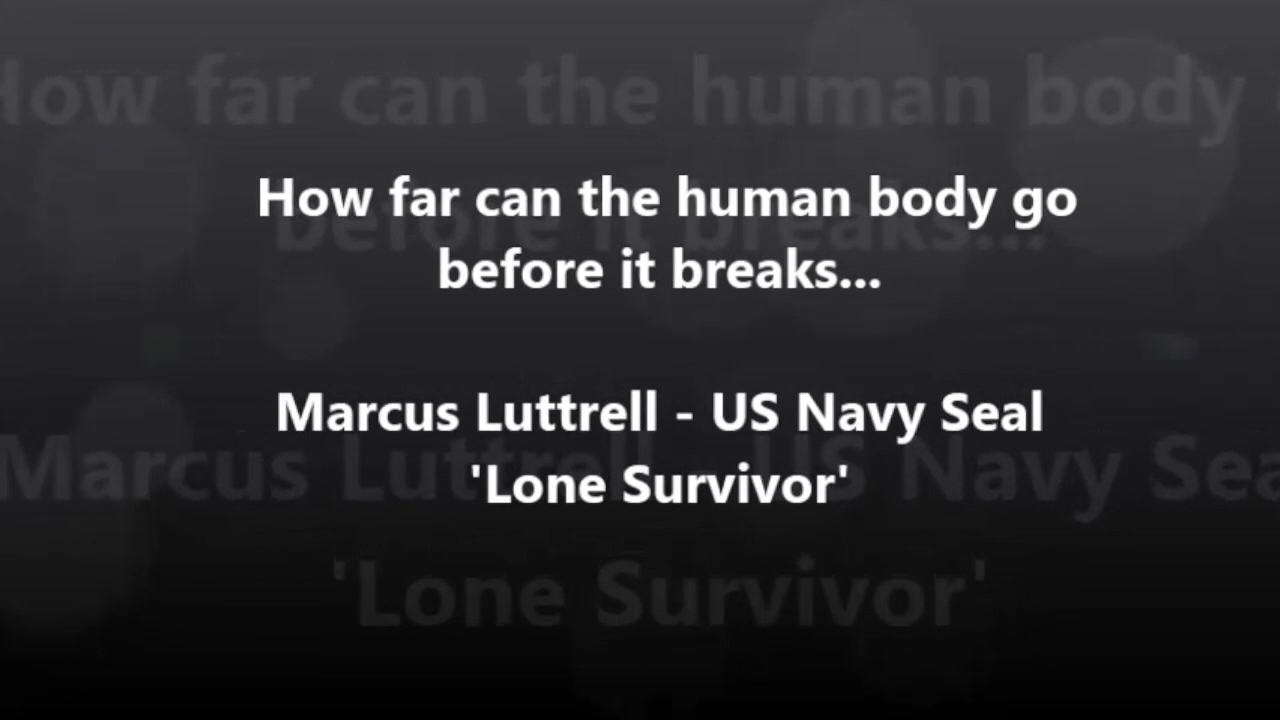 How far can the human body go
before it breaks...
Marcus Luttrell - US Navy Seal
'Lone Survivor'